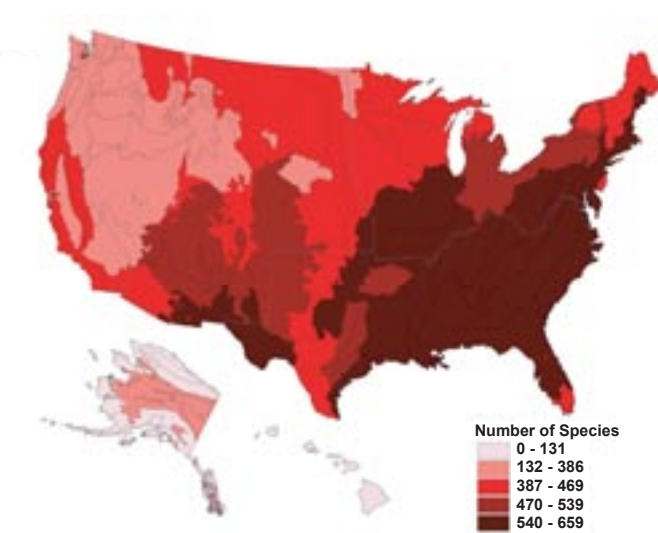 Number of Species
0 - 131
132 - 386
387 - 469
470 - 539
540 - 659